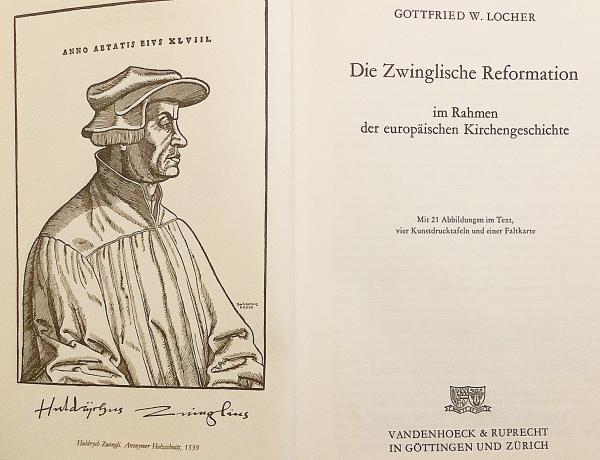 ANNO AETATIS EIVS XLVIII.
Huldrychus Zwinglius
Huldrych Zwingli. Anonymer Holzschnitt, 1539
GOTTFRIED W. LOCHER
Die Zwinglische Reformation
im Rahmen
der europäischen Kirchengeschichte
Mit 21 Abbildungen im Text,
vier Kunstdrucktafeln und einer Faltkarte
VANDENHOECK & RUPRECHT
IN GÖTTINGEN UND ZÜRICH